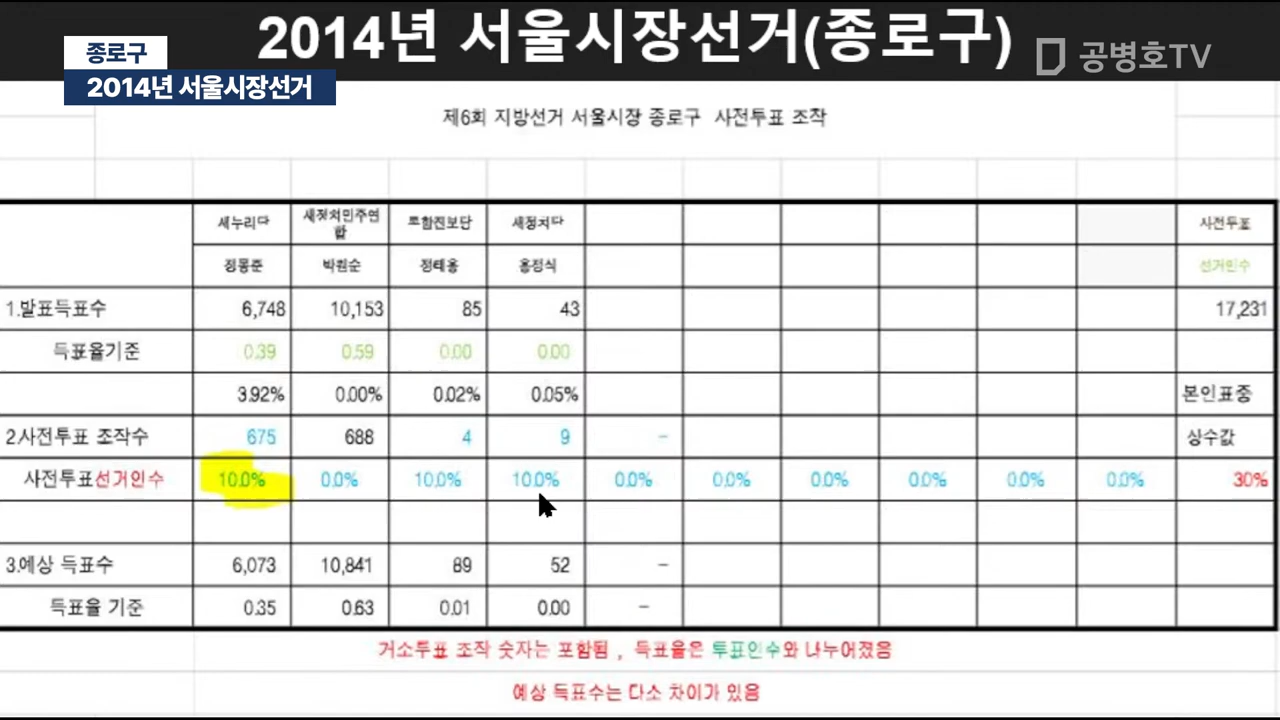 2014년 서울시장선거(종로구)
종로구
2014년 서울시장선거
공병호TV
제6회 지방선거 서울시장 종로구 사전투표 조작
새누리다 새정치민주연합 통합진보단 새정치다 사전투표
정몽준 박원순 정태흥 홍정식 선거인수
1.발표득표수 6,748 10,153 85 43 17,231
득표율기준 0.39 0.59 0.00 0.00
3.92% 0.00% 0.02% 0.05% 본인표중
2.사전투표 조작수 675 688 4 9 - 상수값
사전투표선거인수 10.0% 0.0% 10.0% 10.0% 0.0% 0.0% 0.0% 0.0% 0.0% 0.0% 30%
3.예상 득표수 6,073 10,841 89 52 -
득표율 기준 0.35 0.63 0.01 0.00 -
거소투표 조작 숫자는 포함됨 , 득표율은 투표인수와 나누어졌음
예상 득표수는 다소 차이가 있음